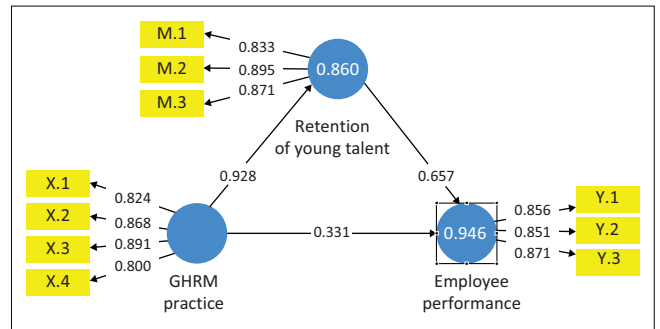 M.1
0.833
M.2
0.895
0.860
M.3
0.871
Retention
of young talent
0.928
0.657
X.1
0.824
X.2
0.868
X.3
0.891
X.4
0.800
GHRM
practice
0.331
0.946
Employee
performance
0.856
Y.1
0.851
Y.2
0.871
Y.3